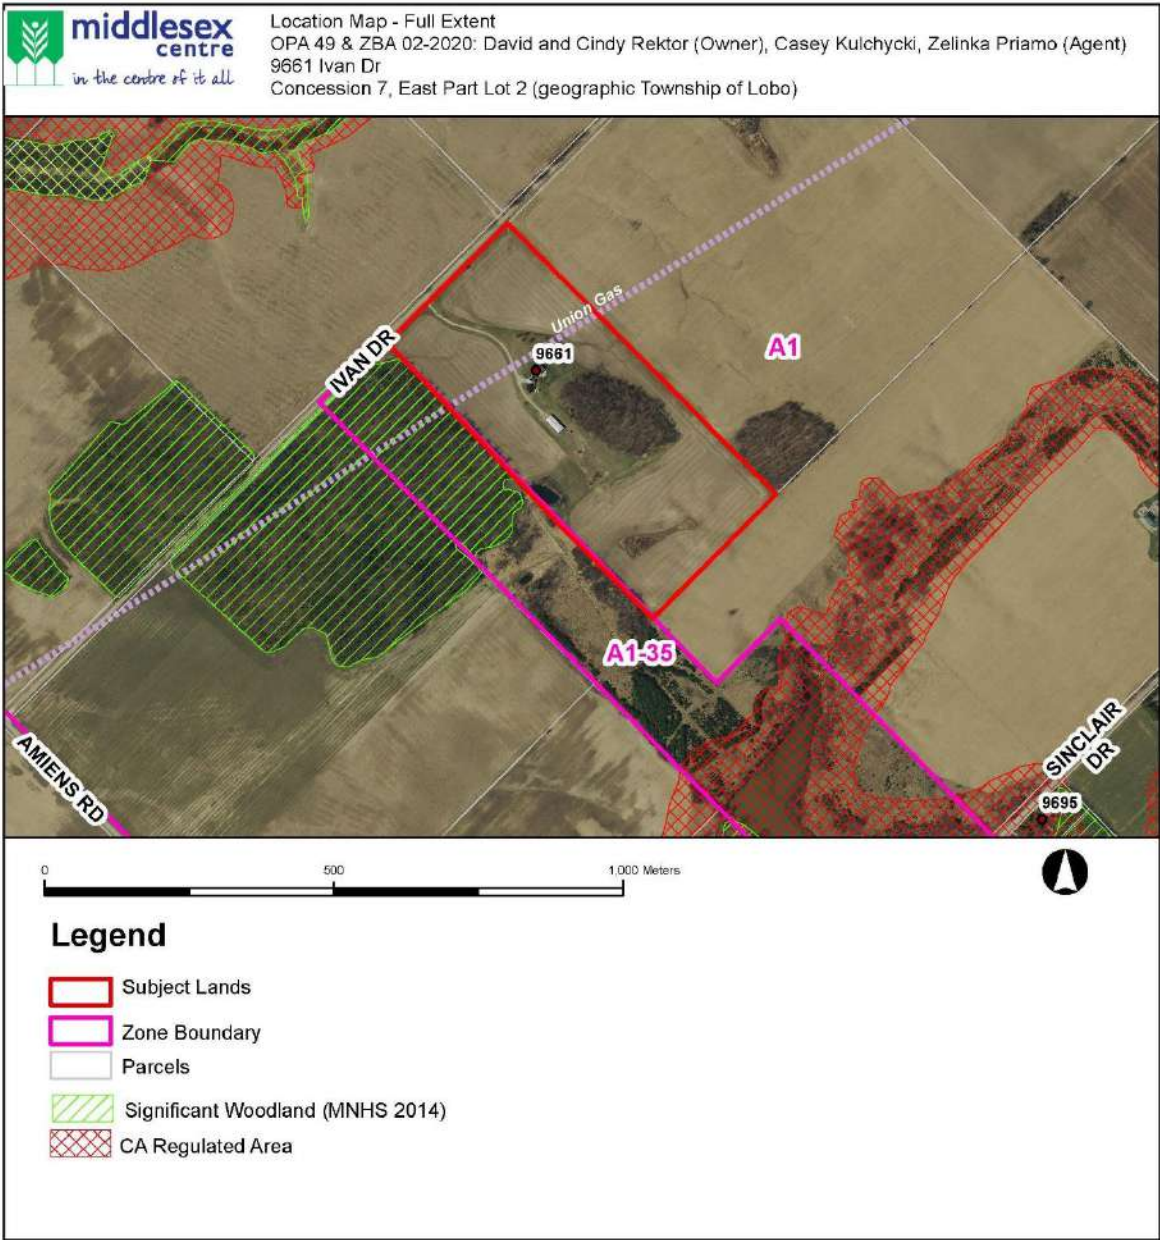 middlesex
centre
in the centre of it all
Location Map - Full Extent
OPA 49 & ZBA 02-2020: David and Cindy Rektor (Owner), Casey Kulchycki, Zelinka Priamo (Agent)
9661 Ivan Dr
Concession 7, East Part Lot 2 (geographic Township of Lobo)
Union Gas
IVAN DR
9661
A1
A1-35
AMIENS RD
SINCLAIR
DR
9695
0 500 1,000 Meters
Legend
Subject Lands
Zone Boundary
Parcels
Significant Woodland (MNHS 2014)
CA Regulated Area